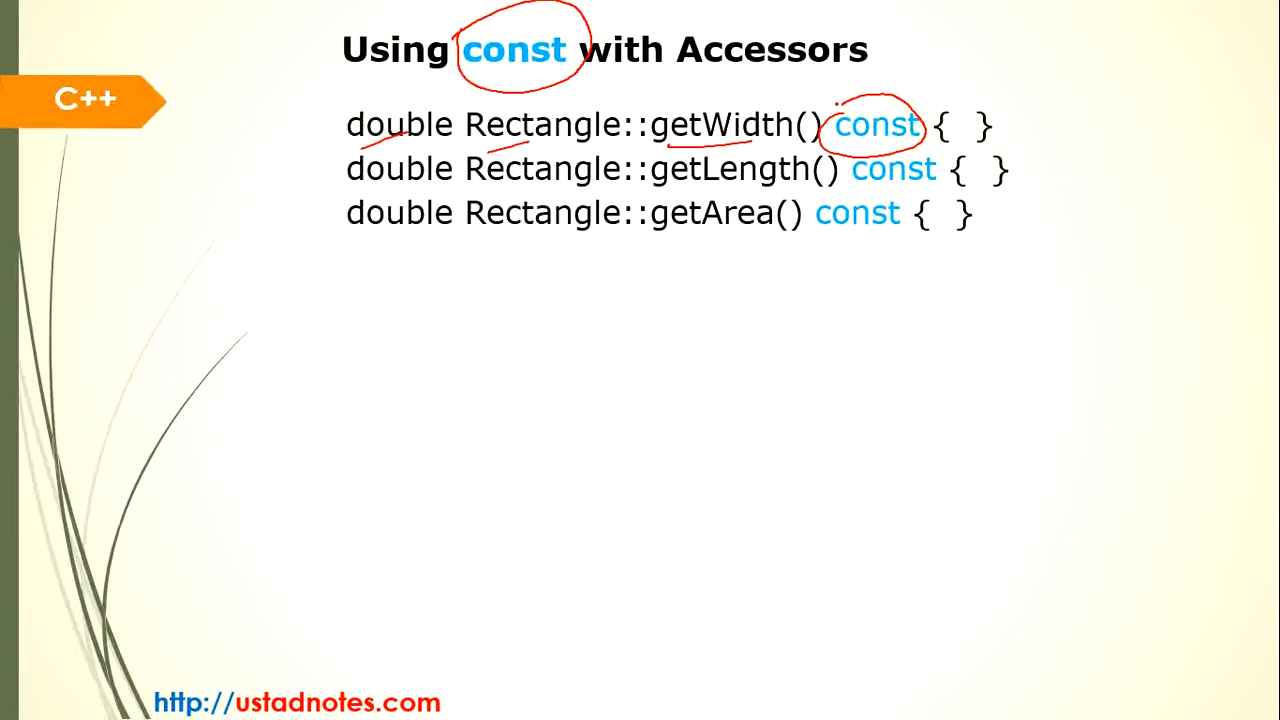 Using const with Accessors
C++
double Rectangle::getWidth() const { }
double Rectangle::getLength() const { }
double Rectangle::getArea() const { }
http://ustadnotes.com